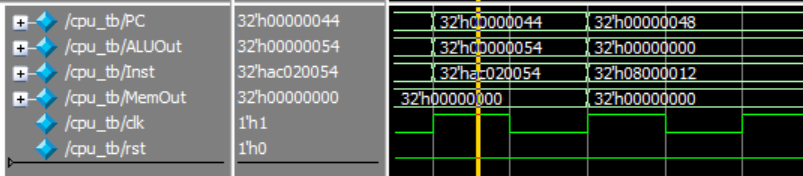 /cpu_tb/PC 32'h00000044 32'h00000044 32'h00000048
/cpu_tb/ALUOut 32'h00000054 32'h00000054 32'h00000000
/cpu_tb/Inst 32'hac020054 32'hac020054 32'h08000012
/cpu_tb/MemOut 32'h00000000 32'h00000000 32'h00000000
/cpu_tb/clk 1'h1
/cpu_tb/rst 1'h0